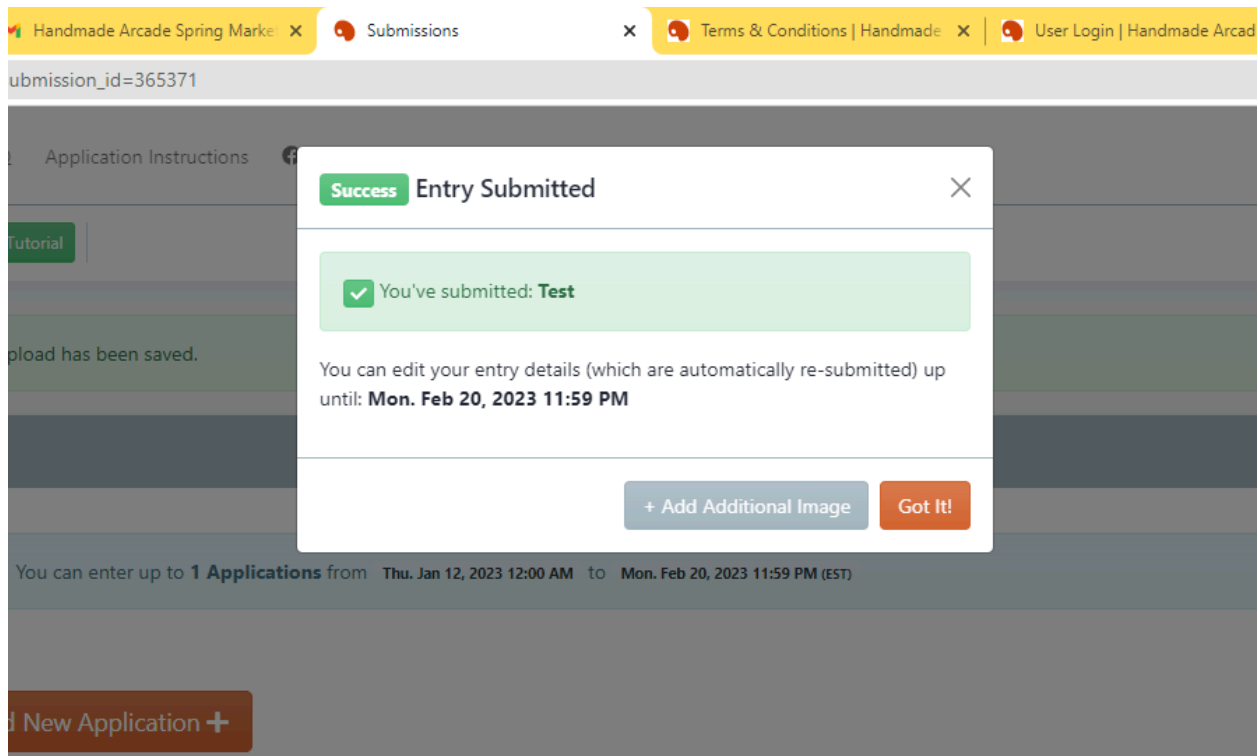 Handmade Arcade Spring Marke
Submissions
Terms & Conditions | Handmade
User Login | Handmade Arcad
ubmission_id=365371
Application Instructions
Success Entry Submitted
Tutorial
You've submitted: Test
pload has been saved.
You can edit your entry details (which are automatically re-submitted) up
until: Mon. Feb 20, 2023 11:59 PM
+ Add Additional Image
Got It!
You can enter up to 1 Applications from Thu. Jan 12, 2023 12:00 AM to Mon. Feb 20, 2023 11:59 PM (EST)
d New Application +